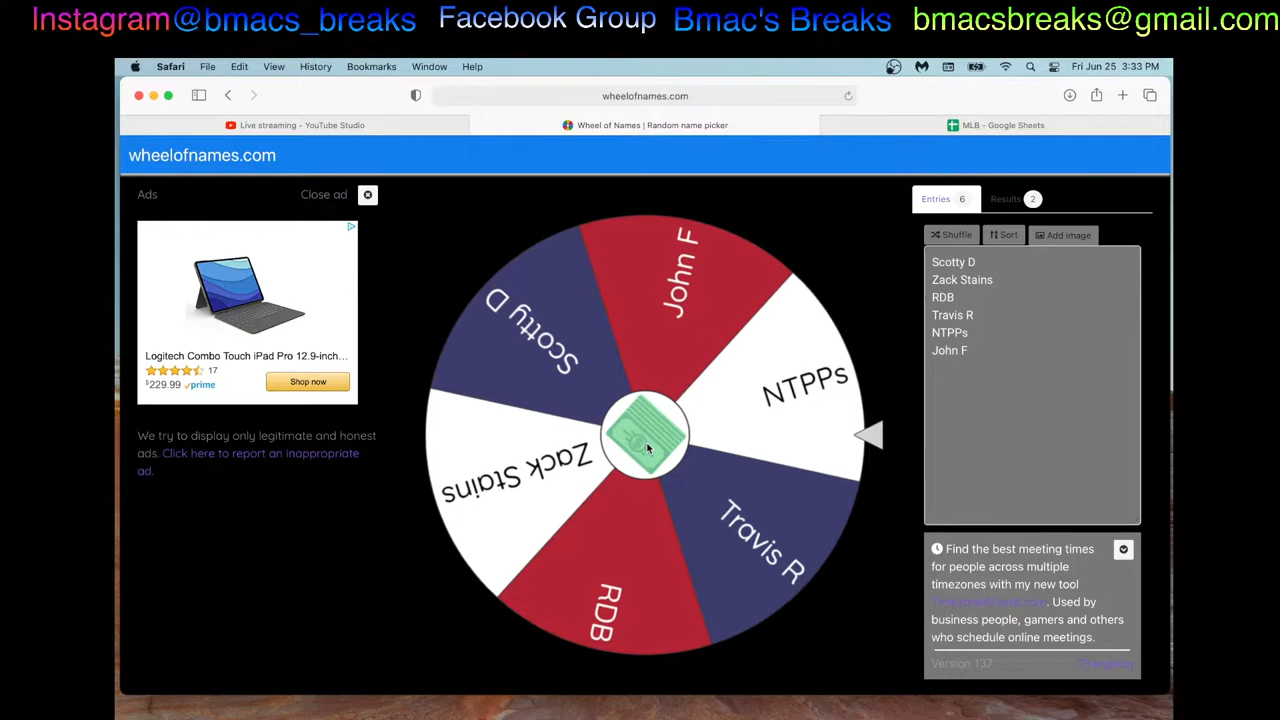 Instagram@bmacs_breaks Facebook Group Bmac's Breaks bmacsbreaks@gmail.com
Safari File Edit View History Bookmarks Window Help Fri Jun 25 3:33 PM
wheelofnames.com
Live streaming - YouTube Studio Wheel of Names | Random name picker MLB - Google Sheets
wheelofnames.com
Ads Close ad
Logitech Combo Touch iPad Pro 12.9-inch...
17
$229.99 prime Shop now
We try to display only legitimate and honest
ads. Click here to report an inappropriate
ad.
John F
NTPPs
Travis R
RDB
Zack Stains
Scotty D
Entries 6 Results 2
Shuffle Sort Add image
Scotty D
Zack Stains
RDB
Travis R
NTPPs
John F
Find the best meeting times
for people across multiple
timezones with my new tool
. Used by
business people, gamers and others
who schedule online meetings.
Version 137 Changelog